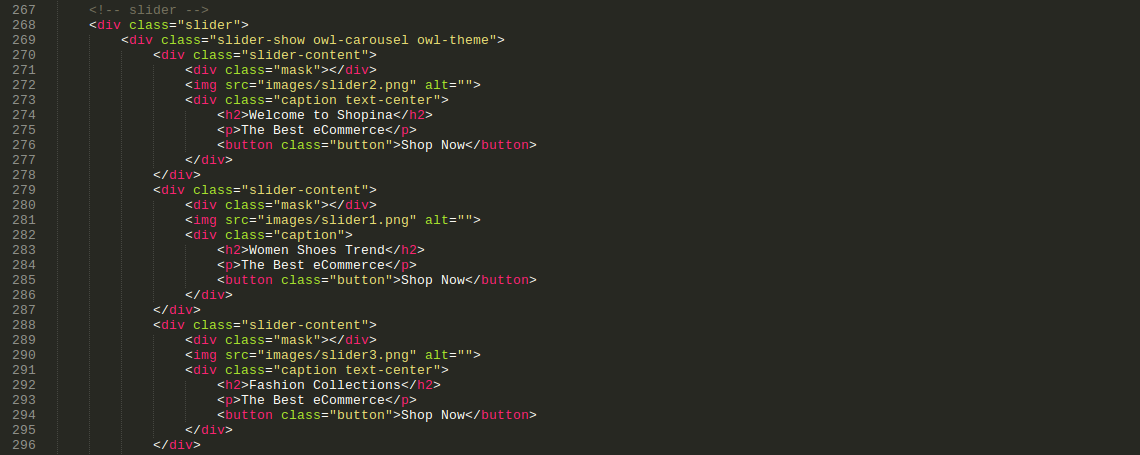 267 <!-- slider -->
268 <div class="slider">
269 <div class="slider-show owl-carousel owl-theme">
270 <div class="slider-content">
271 <div class="mask"></div>
272 <img src="images/slider2.png" alt="">
273 <div class="caption text-center">
274 <h2>Welcome to Shopina</h2>
275 <p>The Best eCommerce</p>
276 <button class="button">Shop Now</button>
277 </div>
278 </div>
279 <div class="slider-content">
280 <div class="mask"></div>
281 <img src="images/slider1.png" alt="">
282 <div class="caption">
283 <h2>Women Shoes Trend</h2>
284 <p>The Best eCommerce</p>
285 <button class="button">Shop Now</button>
286 </div>
287 </div>
288 <div class="slider-content">
289 <div class="mask"></div>
290 <img src="images/slider3.png" alt="">
291 <div class="caption text-center">
292 <h2>Fashion Collections</h2>
293 <p>The Best eCommerce</p>
294 <button class="button">Shop Now</button>
295 </div>
296 </div>